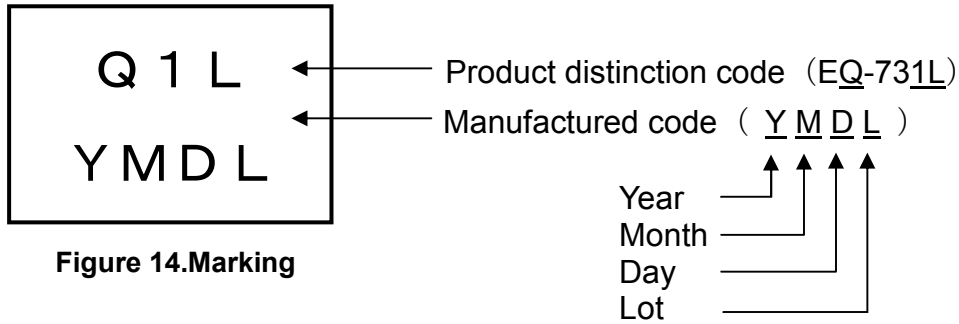 Q1L
Product distinction code (EQ-731L)
Manufactured code ( Y M D L )
YMDL
Year
Month
Day
Lot
Figure 14.Marking